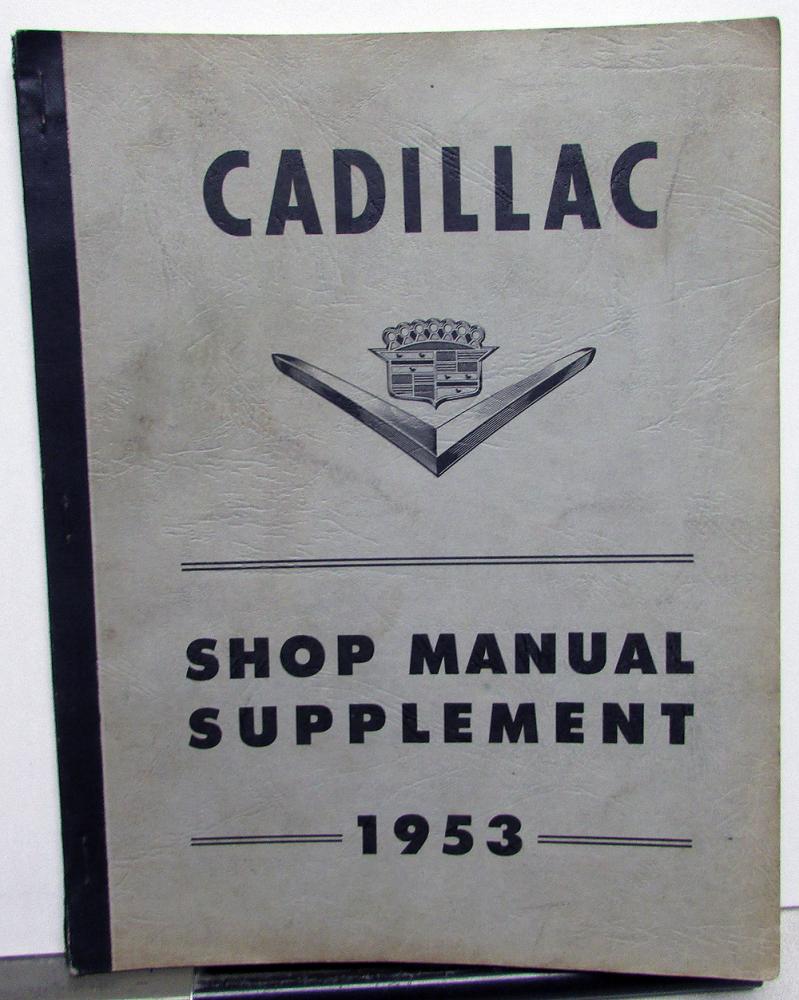 CADILLAC
SHOP MANUAL
SUPPLEMENT
1953